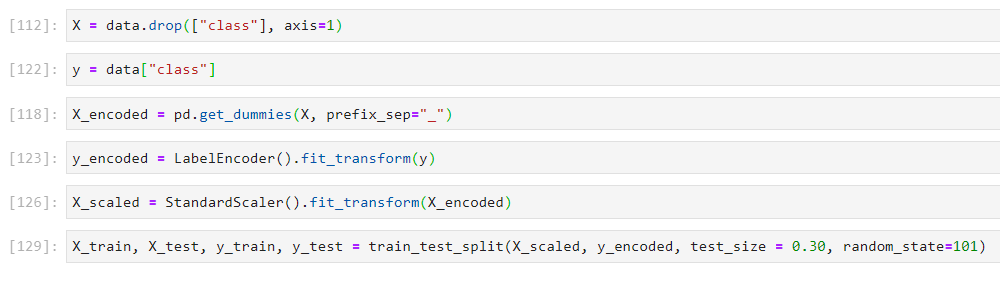 [112]: X = data.drop(["class"], axis=1)
[122]: y = data["class"]
[118]: X_encoded = pd.get_dummies(X, prefix_sep="_")
[123]: y_encoded = LabelEncoder().fit_transform(y)
[126]: X_scaled = StandardScaler().fit_transform(X_encoded)
[129]: X_train, X_test, y_train, y_test = train_test_split(X_scaled, y_encoded, test_size = 0.30, random_state=101)